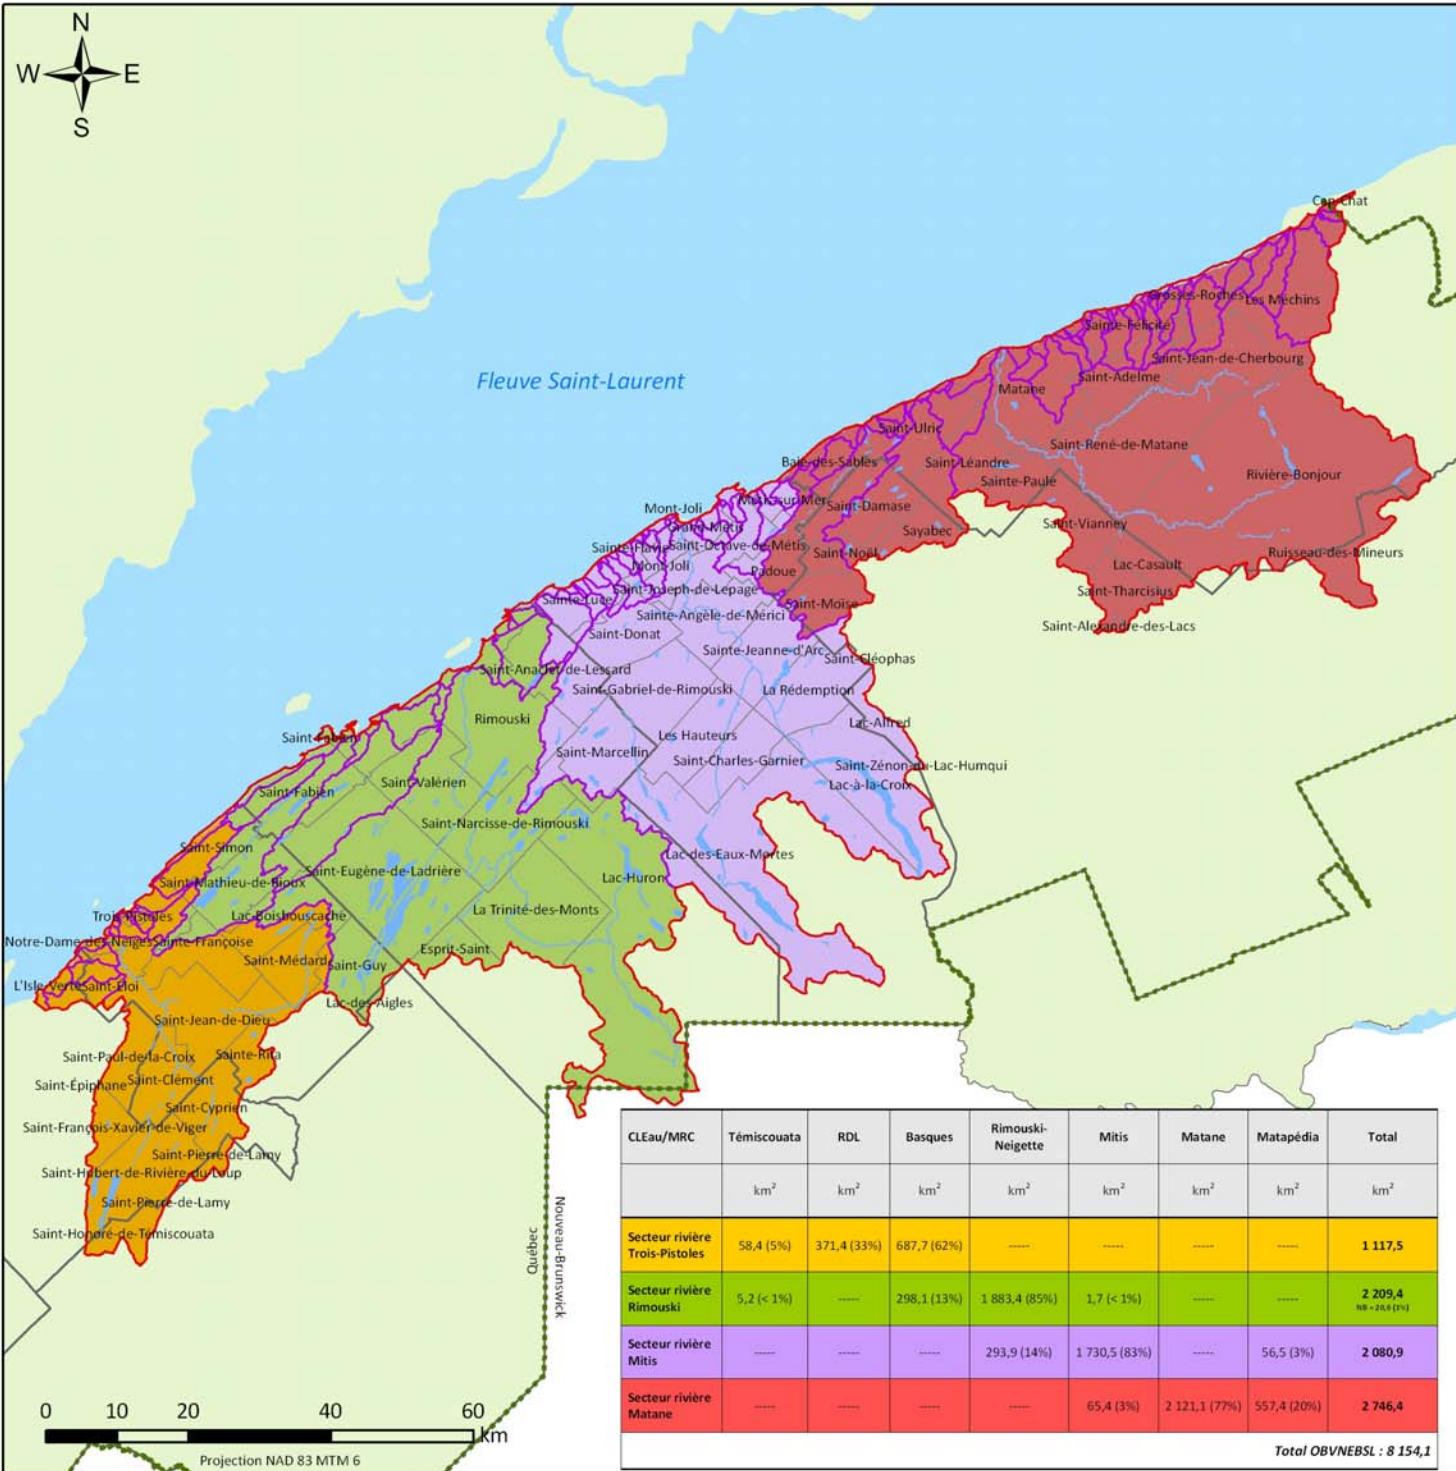 N
W E
S
Cap-Chat
Grosses-Roches
Les Méchins
Sainte-Félicité
Saint-Jean-de-Cherbourg
Fleuve Saint-Laurent
Saint-Adelme
Matane
Saint-Ulric
Saint-René-de-Matane
Baie-des-Sables
Saint-Léandre
Rivière-Bonjour
Sainte-Paule
Métis-sur-Mer
Mont-Joli
Saint-Damase
Saint-Vianney
Grand-Métis
Sayabec
Sainte-Flavie
Saint-Octave-de-Métis
Saint-Noël
Ruisseau-des-Mineurs
Mont-Joli
Padoue
Lac-Casault
Saint-Joseph-de-Lepage
Saint-Tharcisius
Sainte-Luce
Saint-Moïse
Sainte-Angèle-de-Mérici
Saint-Alexandre-des-Lacs
Saint-Donat
Sainte-Jeanne-d'Arc
Saint-Cléophas
Saint-Anaclet-de-Lessard
Saint-Gabriel-de-Rimouski
La Rédemption
Rimouski
Lac-Alfred
Saint-Fabien
Les Hauteurs
Saint-Marcellin
Saint-Charles-Garnier
Saint-Zénon-du-Lac-Humqui
Saint-Valérien
Lac-à-la-Croix
Saint-Fabien
Saint-Narcisse-de-Rimouski
Saint-Simon
Lac-des-Eaux-Mortes
Saint-Eugène-de-Ladrière
Saint-Mathieu-de-Rioux
Lac-Huron
La Trinité-des-Monts
Trois-Pistoles
Lac-Boisbouscache
Notre-Dame-des-Neiges
Sainte-Françoise
Esprit-Saint
Saint-Médard
Saint-Guy
L'Isle-Verte
Saint-Éloi
Lac-des-Aigles
Saint-Jean-de-Dieu
Saint-Paul-de-la-Croix
Sainte-Rita
Saint-Épiphane
Saint-Clément
Saint-Cyprien
Saint-François-Xavier-de-Viger
Saint-Pierre-de-Lamy
Saint-Hubert-de-Rivière-du-Loup
Saint-Pierre-de-Lamy
Saint-Honoré-de-Témiscouata
Québec
Nouveau-Brunswick
CLEau/MRC Témiscouata RDL Basques Rimouski-Neigette Mitis Matane Matapédia Total
km² km² km² km² km² km² km² km²
Secteur rivière Trois-Pistoles 58,4 (5%) 371,4 (33%) 687,7 (62%) ----- ----- ----- ----- 1 117,5
Secteur rivière Rimouski 5,2 (< 1%) ----- 298,1 (13%) 1 883,4 (85%) 1,7 (< 1%) ----- ----- 2 209,4
NB = 20,6 (1%)
Secteur rivière Mitis ----- ----- ----- 293,9 (14%) 1 730,5 (83%) ----- 56,5 (3%) 2 080,9
Secteur rivière Matane ----- ----- ----- ----- 65,4 (3%) 2 121,1 (77%) 557,4 (20%) 2 746,4
Total OBVNEBSL : 8 154,1
0 10 20 40 60
km
Projection NAD 83 MTM 6